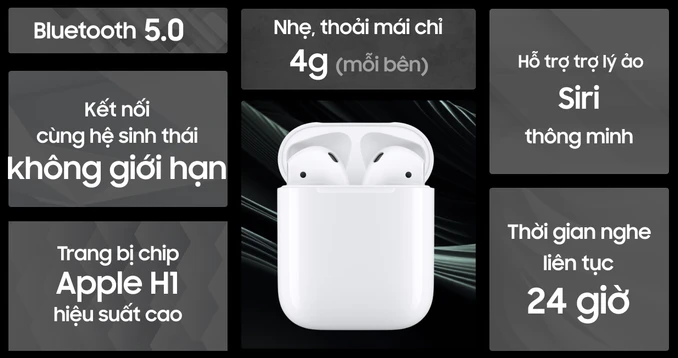 Bluetooth 5.0
Kết nối
cùng hệ sinh thái
không giới hạn
Trang bị chip
Apple H1
hiệu suất cao
Nhẹ, thoải mái chỉ
4g (mỗi bên)
Hỗ trợ trợ lý ảo
Siri
thông minh
Thời gian nghe
liên tục
24 giờ